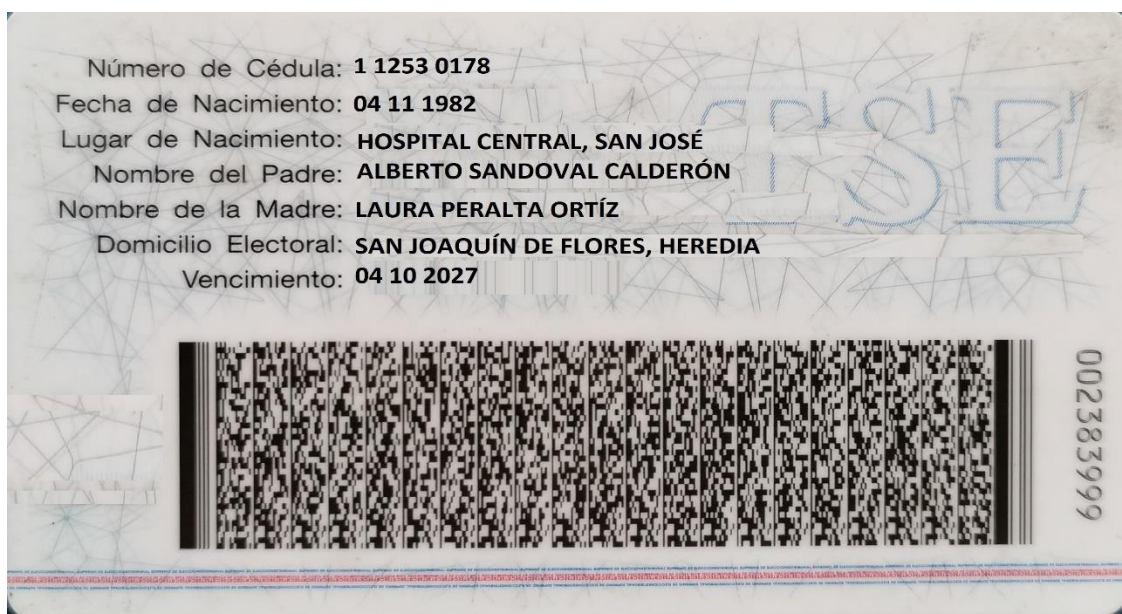 Número de Cédula: 1 1253 0178
Fecha de Nacimiento: 04 11 1982
Lugar de Nacimiento: HOSPITAL CENTRAL, SAN JOSÉ
Nombre del Padre: ALBERTO SANDOVAL CALDERÓN
Nombre de la Madre: LAURA PERALTA ORTÍZ
Domicilio Electoral: SAN JOAQUÍN DE FLORES, HEREDIA
Vencimiento: 04 10 2027
TSE
002383999